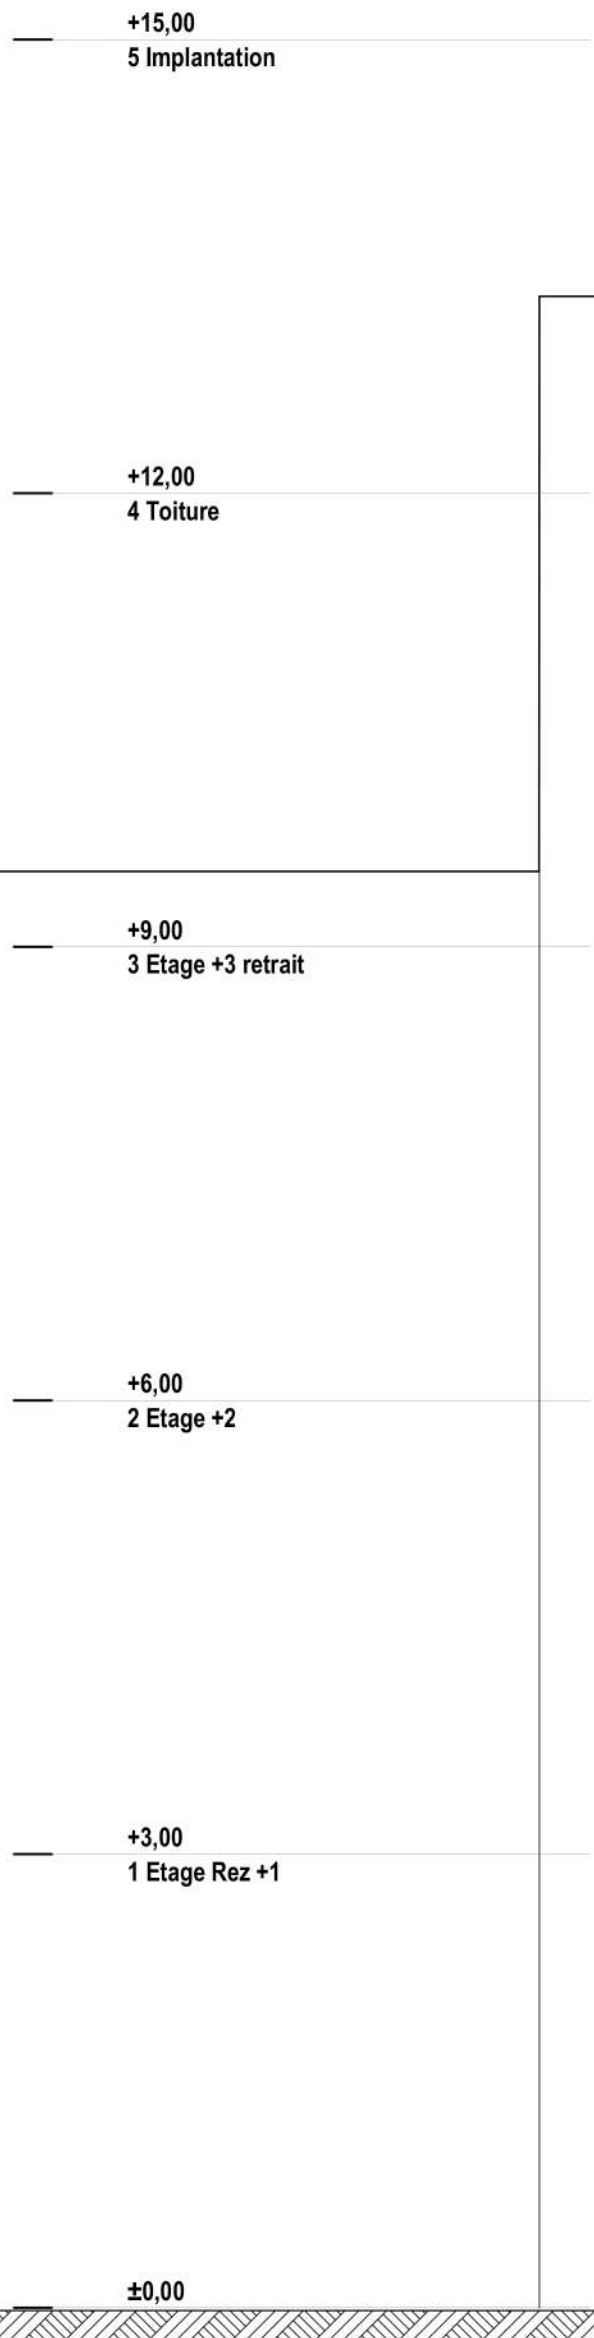 +15,00
5 Implantation
+12,00
4 Toiture
+9,00
3 Etage +3 retrait
+6,00
2 Etage +2
+3,00
1 Etage Rez +1
±0,00